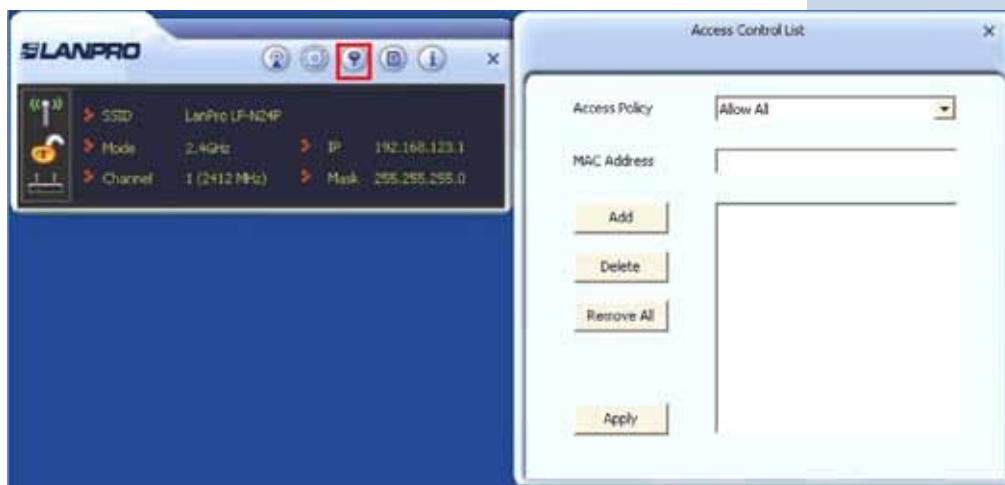 LANPRO
SSID LanPro LP-N24P
Mode 2.4GHz IP 192.168.123.1
Channel 1 (2412 MHz) Mask 255.255.255.0
Access Control List
Access Policy Allow All
MAC Address
Add
Delete
Remove All
Apply